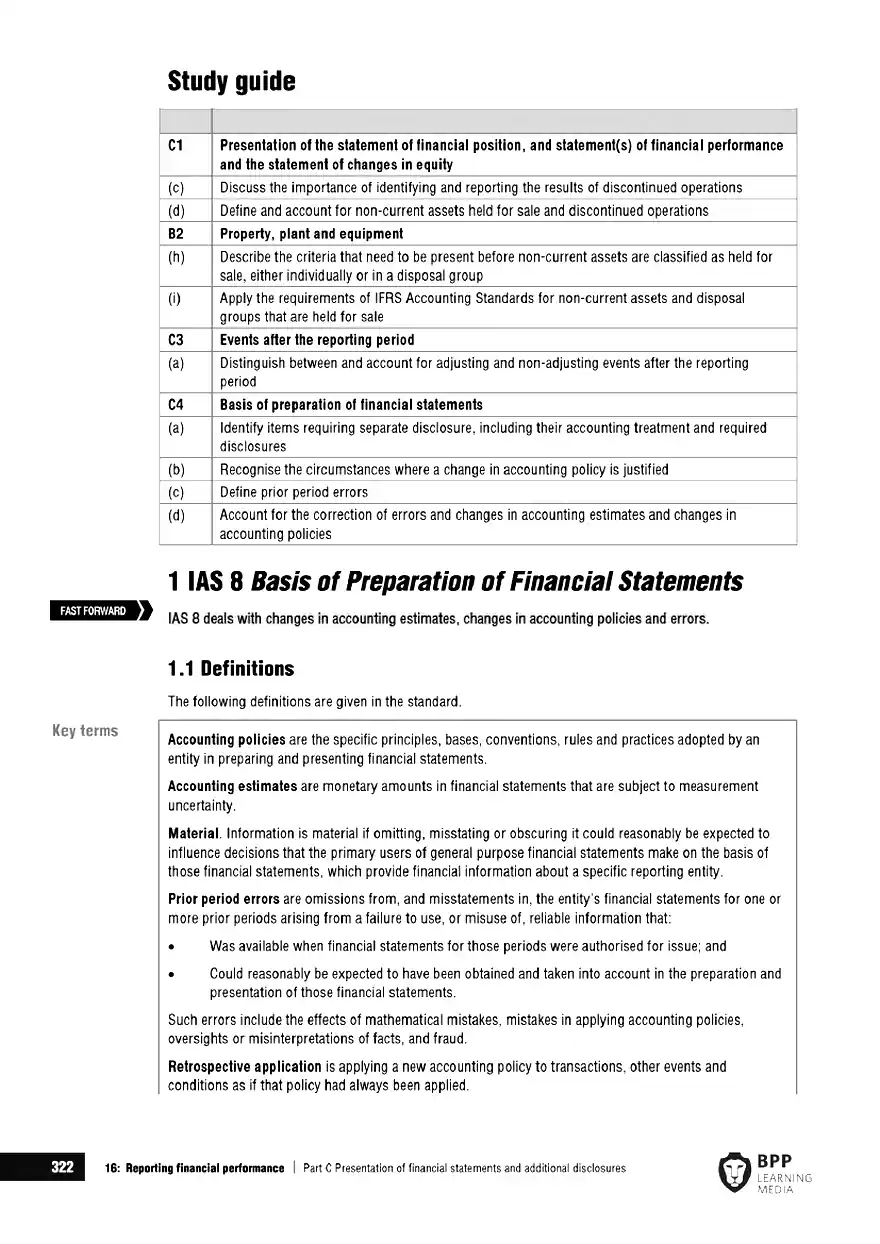 Study guide
C1 Presentation of the statement of financial position, and statement(s) of financial performance
and the statement of changes in equity
(c) Discuss the importance of identifying and reporting the results of discontinued operations
(d) Define and account for non-current assets held for sale and discontinued operations
B2 Property, plant and equipment
(h) Describe the criteria that need to be present before non-current assets are classified as held for
sale, either individually or in a disposal group
(i) Apply the requirements of IFRS Accounting Standards for non-current assets and disposal
groups that are held for sale
C3 Events after the reporting period
(a) Distinguish between and account for adjusting and non-adjusting events after the reporting
period
C4 Basis of preparation of financial statements
(a) Identify items requiring separate disclosure, including their accounting treatment and required
disclosures
(b) Recognise the circumstances where a change in accounting policy is justified
(c) Define prior period errors
(d) Account for the correction of errors and changes in accounting estimates and changes in
accounting policies
1 IAS 8 Basis of Preparation of Financial Statements
FAST FORWARD
IAS 8 deals with changes in accounting estimates, changes in accounting policies and errors.
1.1 Definitions
The following definitions are given in the standard.
Key terms
Accounting policies are the specific principles, bases, conventions, rules and practices adopted by an
entity in preparing and presenting financial statements.
Accounting estimates are monetary amounts in financial statements that are subject to measurement
uncertainty.
Material. Information is material if omitting, misstating or obscuring it could reasonably be expected to
influence decisions that the primary users of general purpose financial statements make on the basis of
those financial statements, which provide financial information about a specific reporting entity.
Prior period errors are omissions from, and misstatements in, the entity's financial statements for one or
more prior periods arising from a failure to use, or misuse of, reliable information that:
• Was available when financial statements for those periods were authorised for issue; and
• Could reasonably be expected to have been obtained and taken into account in the preparation and
presentation of those financial statements.
Such errors include the effects of mathematical mistakes, mistakes in applying accounting policies,
oversights or misinterpretations of facts, and fraud.
Retrospective application is applying a new accounting policy to transactions, other events and
conditions as if that policy had always been applied.
322 16: Reporting financial performance | Part C Presentation of financial statements and additional disclosures
BPP
LEARNING
MEDIA